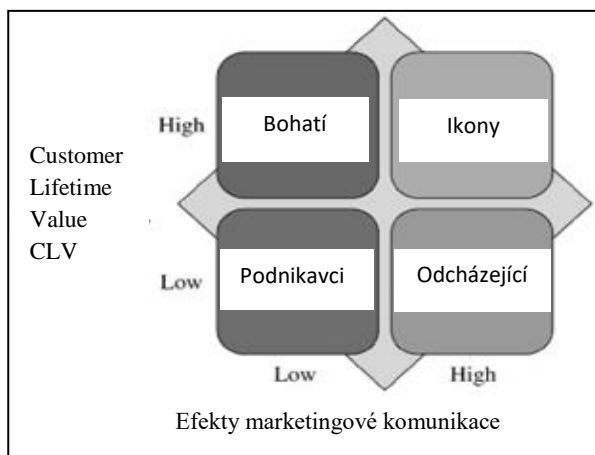 High
Bohatí
Ikony
Customer
Lifetime
Value
CLV
Low
Podnikavci
Odcházející
Low
High
Efekty marketingové komunikace